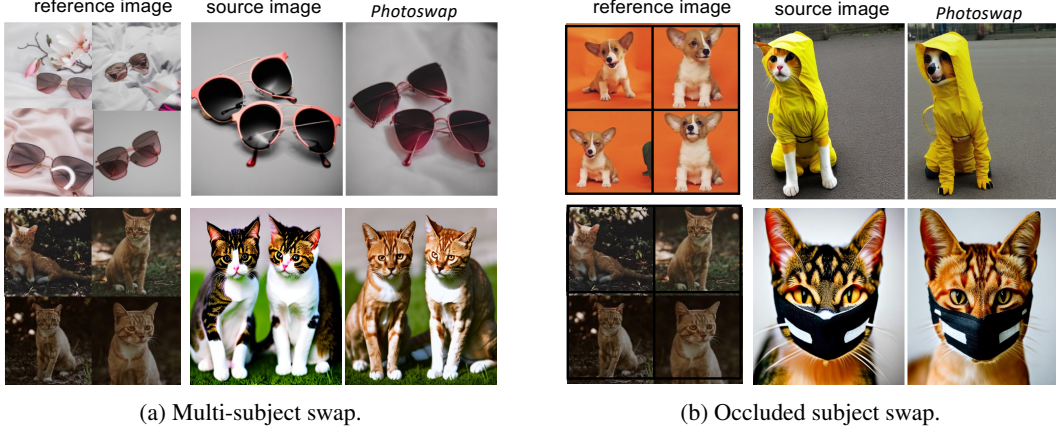 reference image
source image
Photoswap
reference image
source image
Photoswap
(a) Multi-subject swap.
(b) Occluded subject swap.